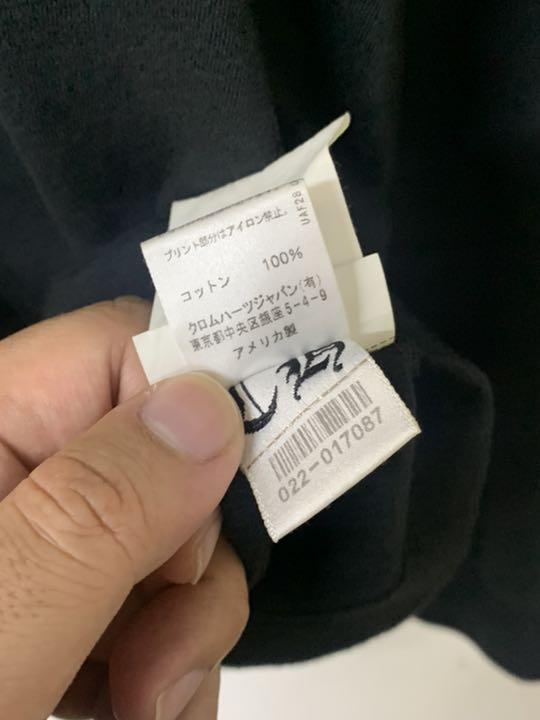 プリント部分はアイロン禁止。
UAF28
コットン 100%
クロムハーツジャパン(有)
東京都中央区銀座5-4-9
アメリカ製
022-017087